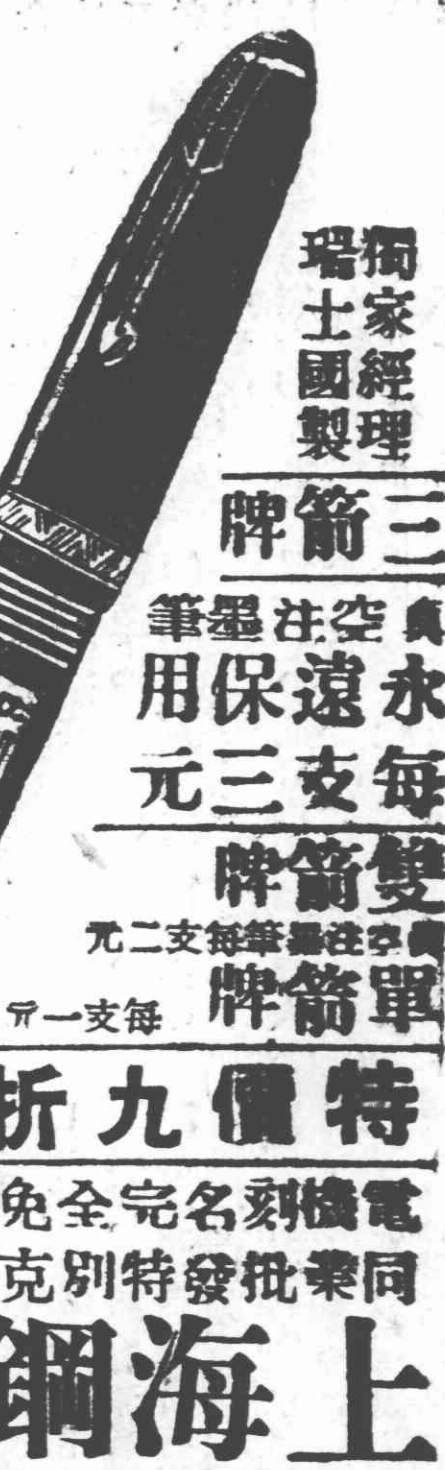 獨家經理
瑞士國製
三箭牌
真空注墨筆
永遠保用
每支三元
雙箭牌
真空注墨筆每支二元
單箭牌 每支一元
特價九折
電機刻名完全免
同業批發特別克
上海鋼